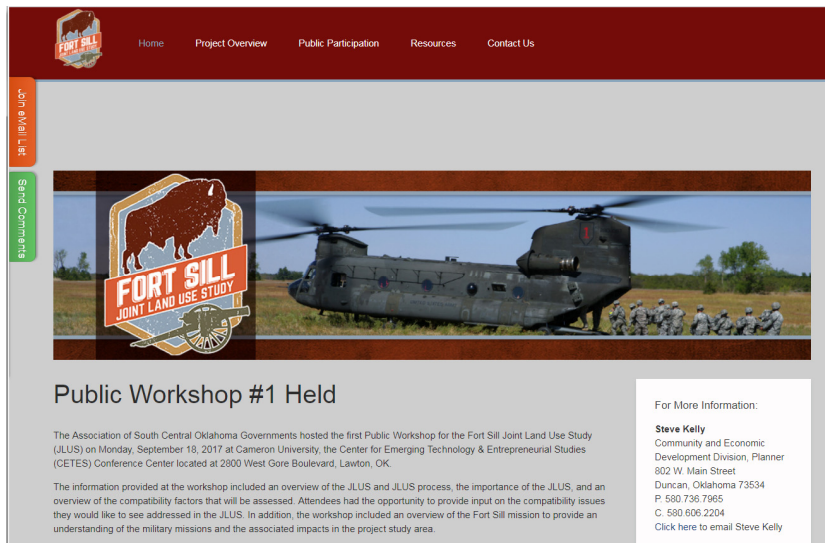 FORT SILL
JOINT LAND USE STUDY
Home
Project Overview
Public Participation
Resources
Contact Us
Join eMail List
Send Comments
FORT SILL
JOINT LAND USE STUDY
Public Workshop #1 Held
The Association of South Central Oklahoma Governments hosted the first Public Workshop for the Fort Sill Joint Land Use Study
(JLUS) on Monday, September 18, 2017 at Cameron University, the Center for Emerging Technology & Entrepreneurial Studies
(CETES) Conference Center located at 2800 West Gore Boulevard, Lawton, OK.
The information provided at the workshop included an overview of the JLUS and JLUS process, the importance of the JLUS, and an
overview of the compatibility factors that will be assessed. Attendees had the opportunity to provide input on the compatibility issues
they would like to see addressed in the JLUS. In addition, the workshop included an overview of the Fort Sill mission to provide an
understanding of the military missions and the associated impacts in the project study area.
For More Information:
Steve Kelly
Community and Economic
Development Division, Planner
802 W. Main Street
Duncan, Oklahoma 73534
P. 580.736.7965
C. 580.606.2204
Click here to email Steve Kelly